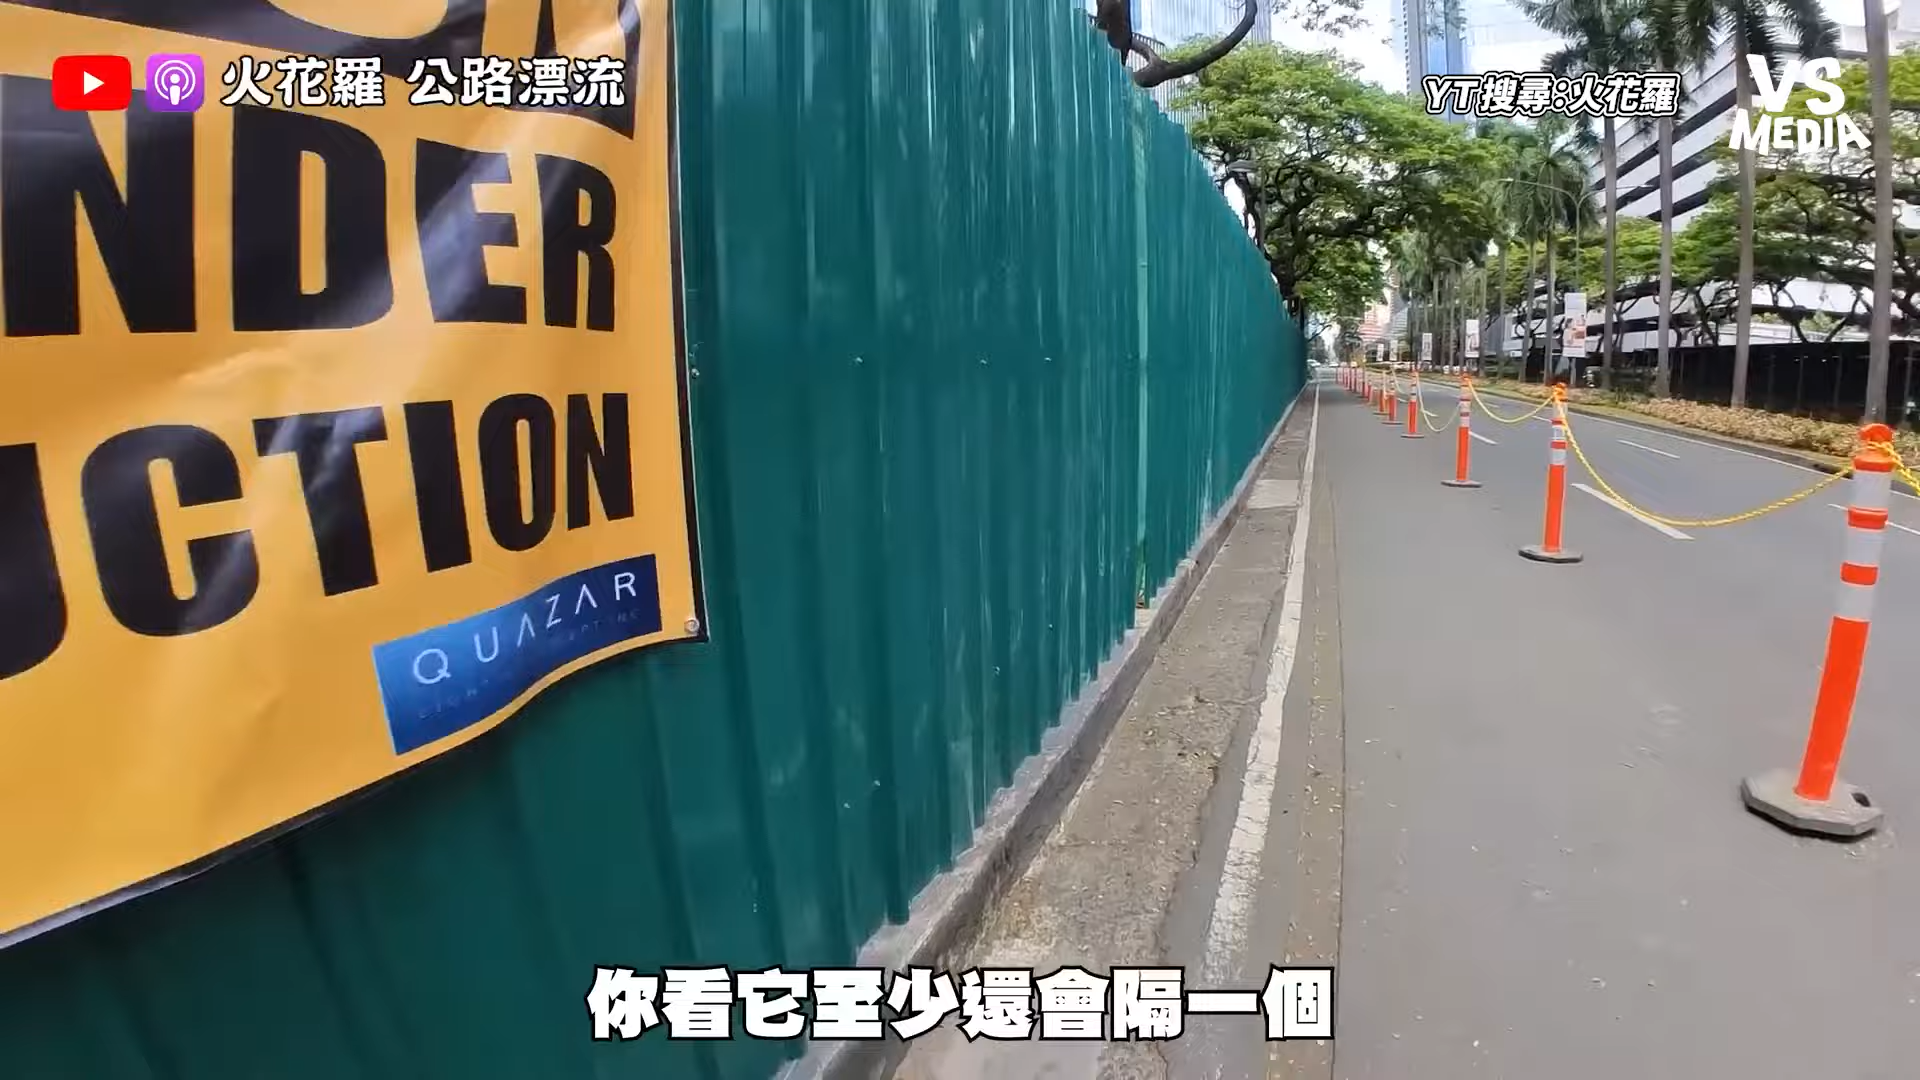 火花羅 公路漂流
YT搜尋:火花羅
VS
MEDIA
NDER
UCTION
QUAZAR
你看它至少還會隔一個